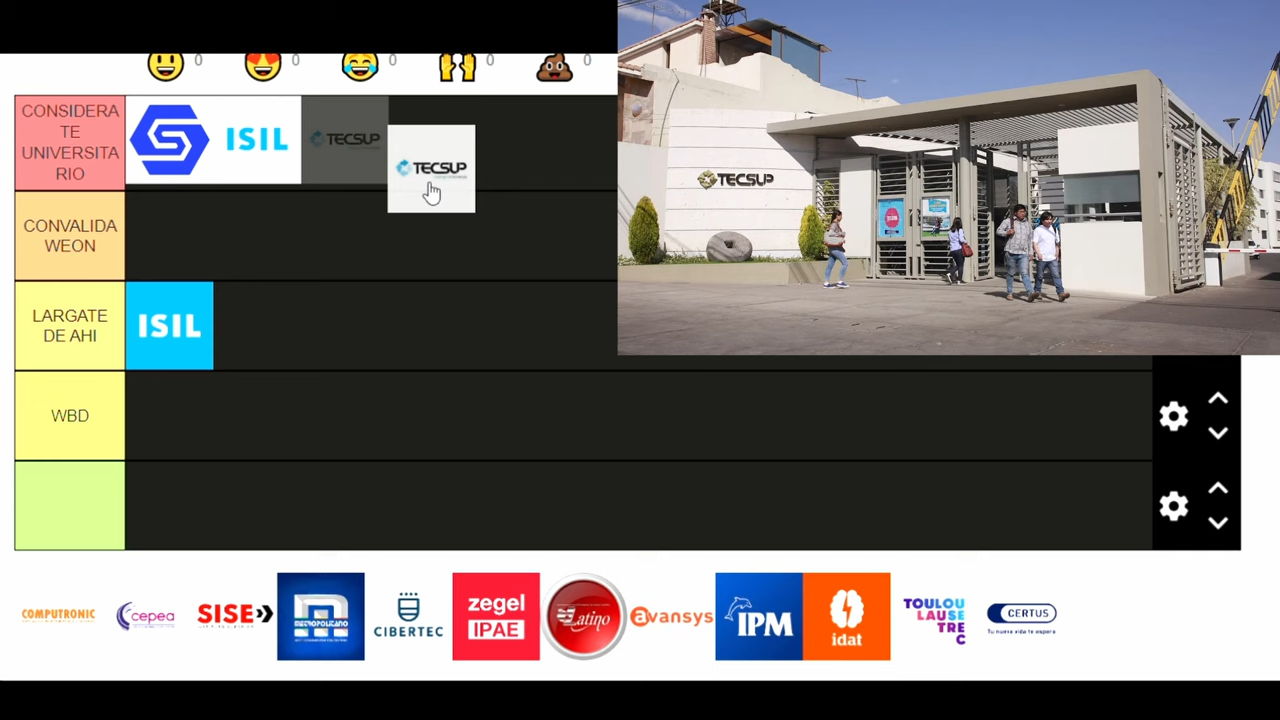 0
0
0
0
0
CONSIDERA
TE
UNIVERSITA
RIO
ISIL
TECSUP
TECSUP
TECSUP
CONVALIDA
WEON
LARGATE
DE AHI
ISIL
WBD
COMPUTRONIC
cepea
SISE
METROPOLITANO
CIBERTEC
zegel
IPAE
Latino
avansys
IPM
idat
TOULOU
LAUSE
TREC
CERTUS
Tu nueva vida te espera